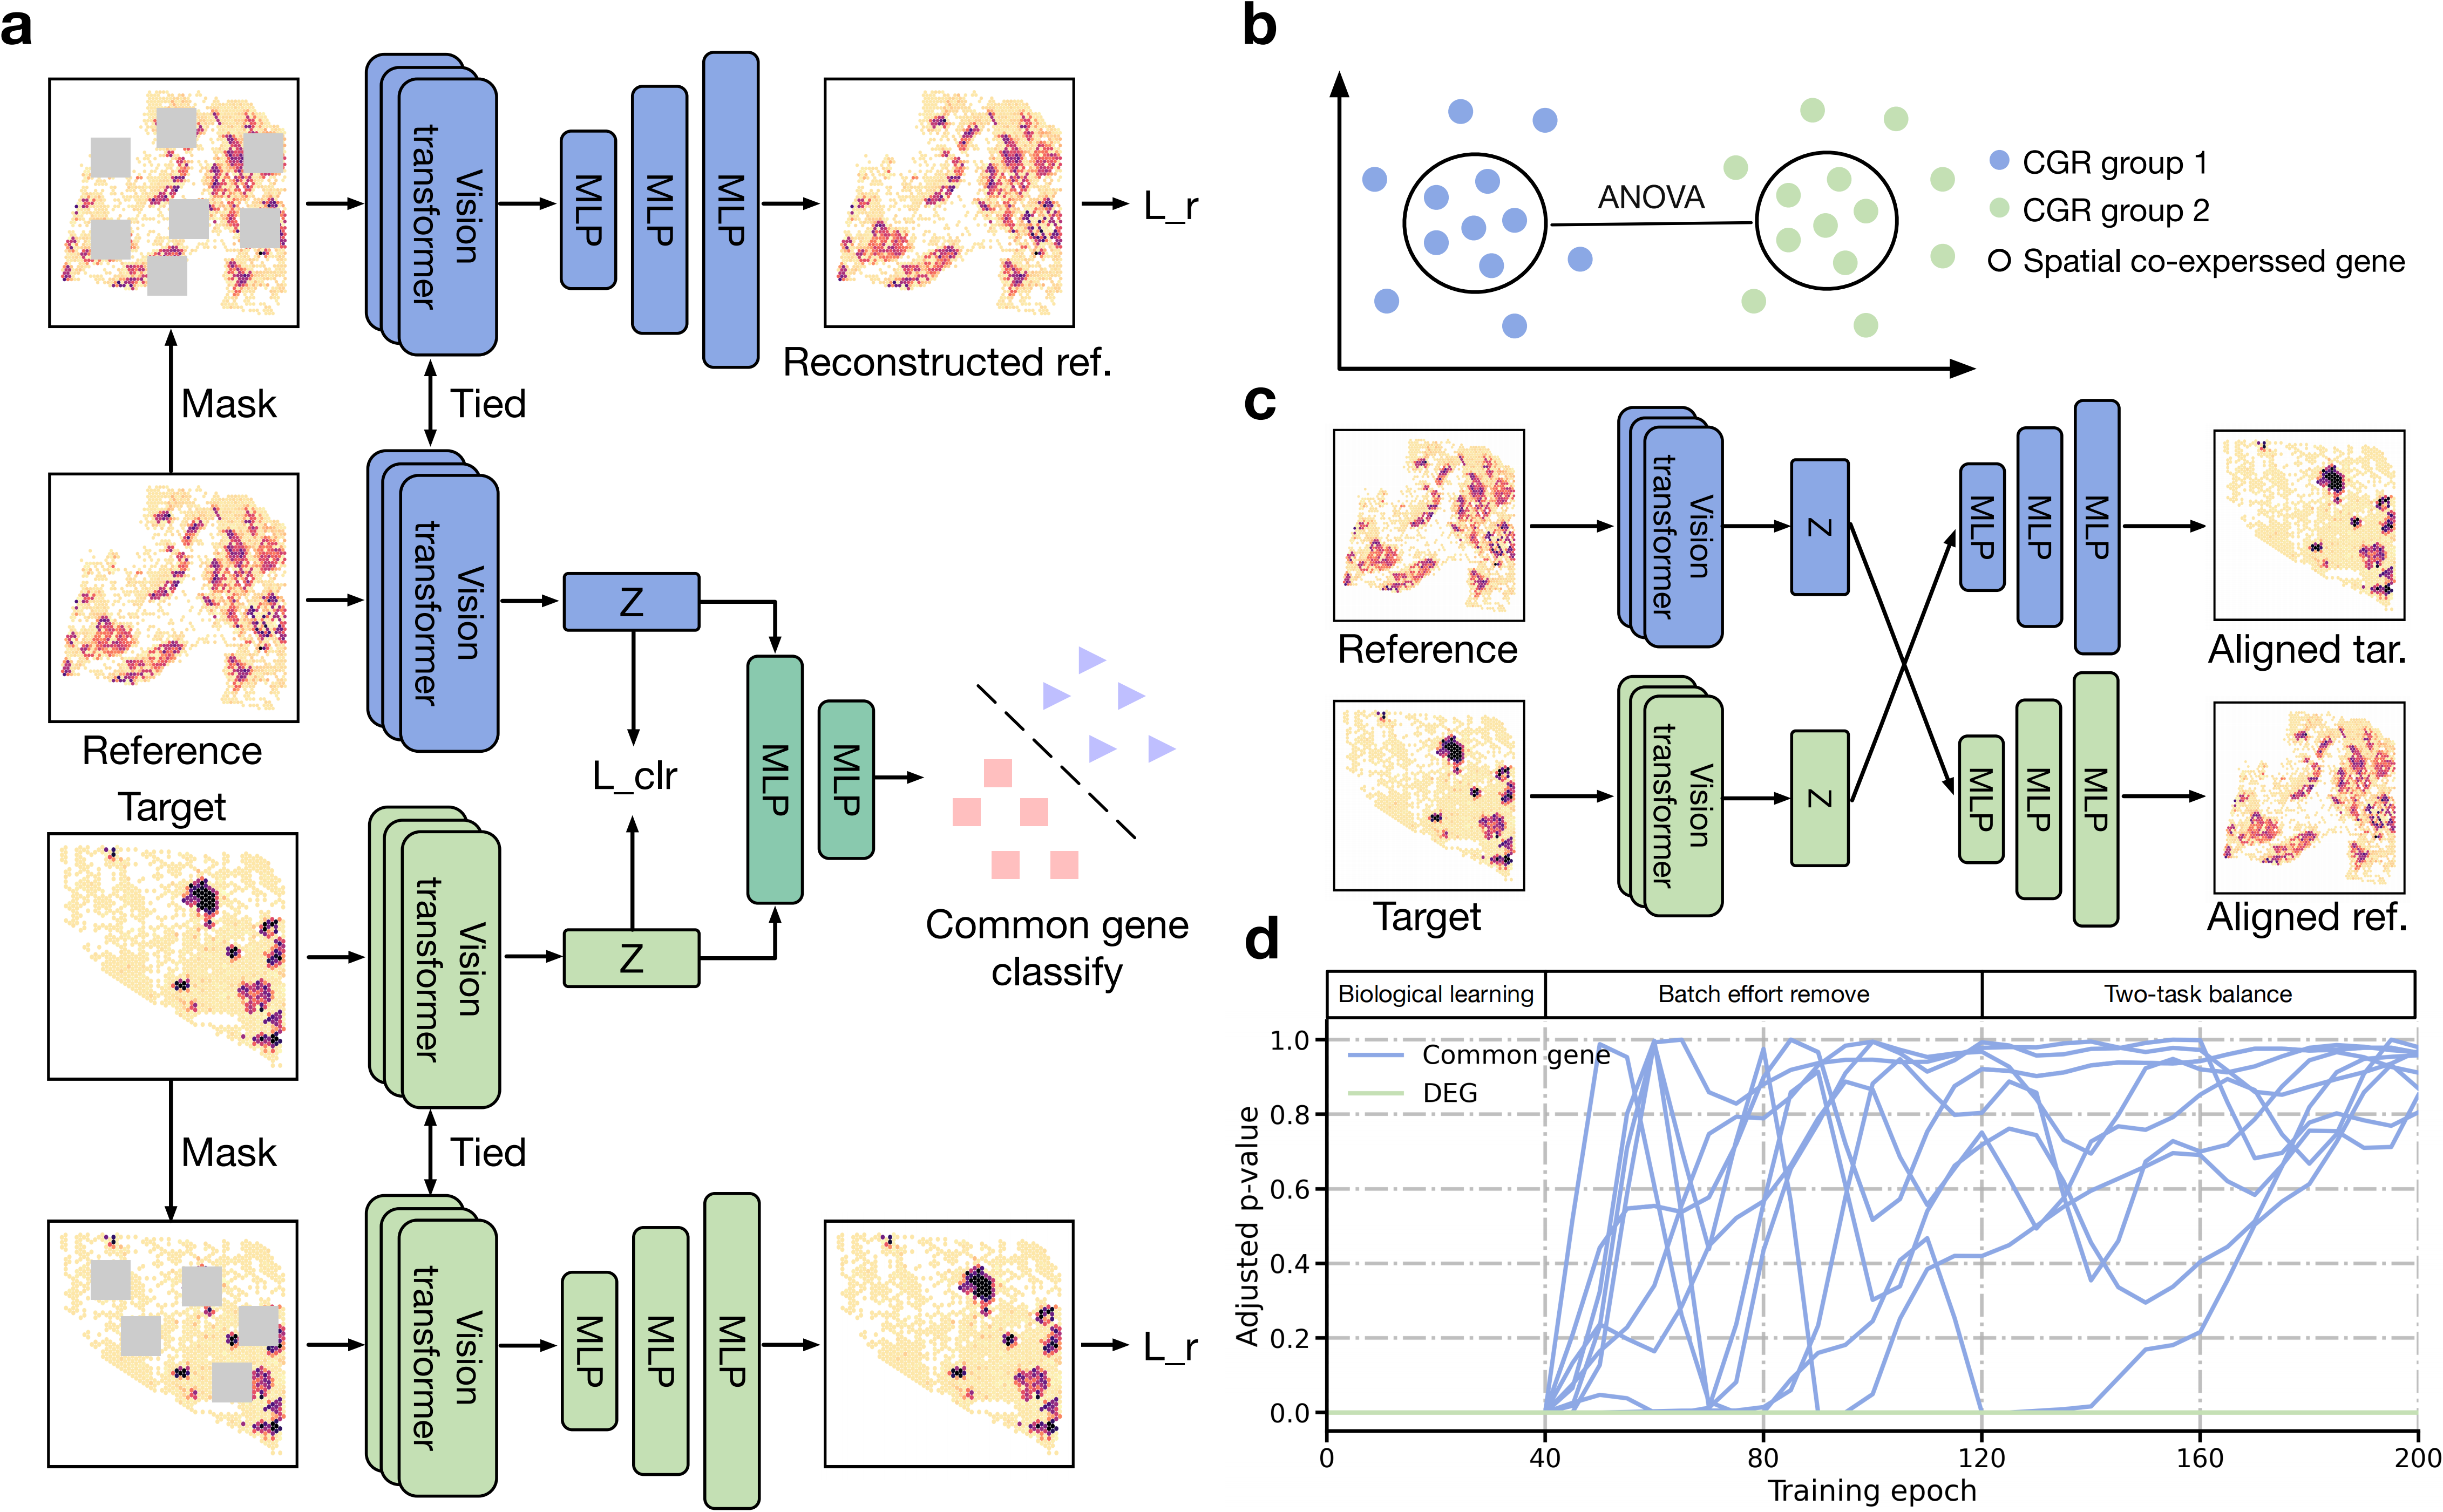 a
Vision
transformer
MLP
MLP
MLP
L_r
Reconstructed ref.
Mask
Tied
Vision
transformer
Z
Reference
L_clr
MLP
MLP
Target
Vision
transformer
Z
Common gene
classify
Mask
Tied
Vision
transformer
MLP
MLP
MLP
L_r
b
ANOVA
CGR group 1
CGR group 2
Spatial co-experssed gene
c
Vision
transformer
Z
MLP
MLP
MLP
Reference
Aligned tar.
Vision
transformer
Z
MLP
MLP
MLP
Target
Aligned ref.
d
Biological learning
Batch effort remove
Two-task balance
Common gene
DEG
Adjusted p-value
1.0
0.8
0.6
0.4
0.2
0.0
0 40 80 120 160 200
Training epoch